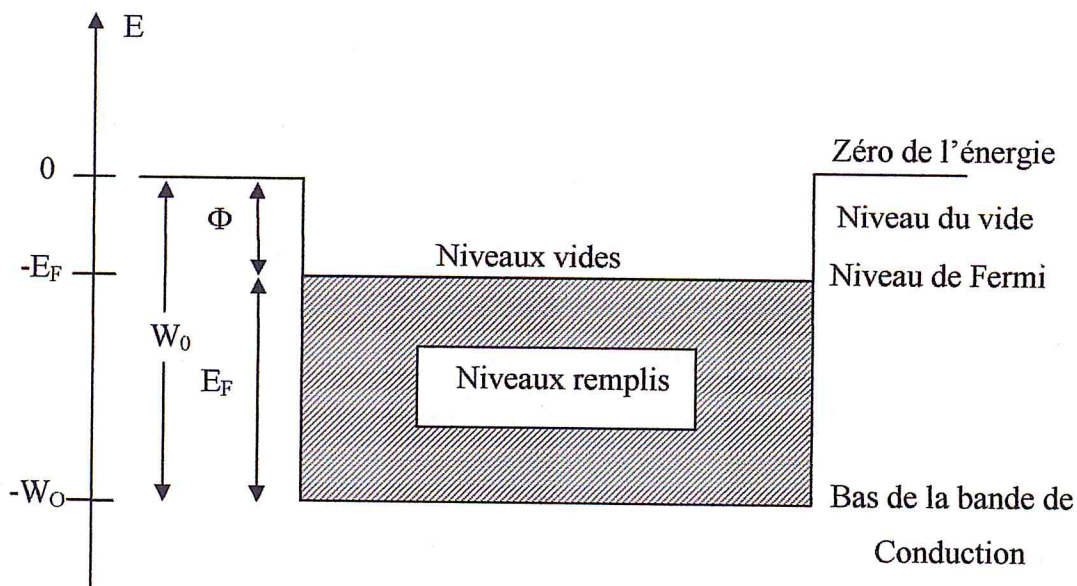 E
0
Zéro de l'énergie
Φ
Niveau du vide
Niveaux vides
-E_F
Niveau de Fermi
W_0
E_F
Niveaux remplis
-W_O
Bas de la bande de
Conduction